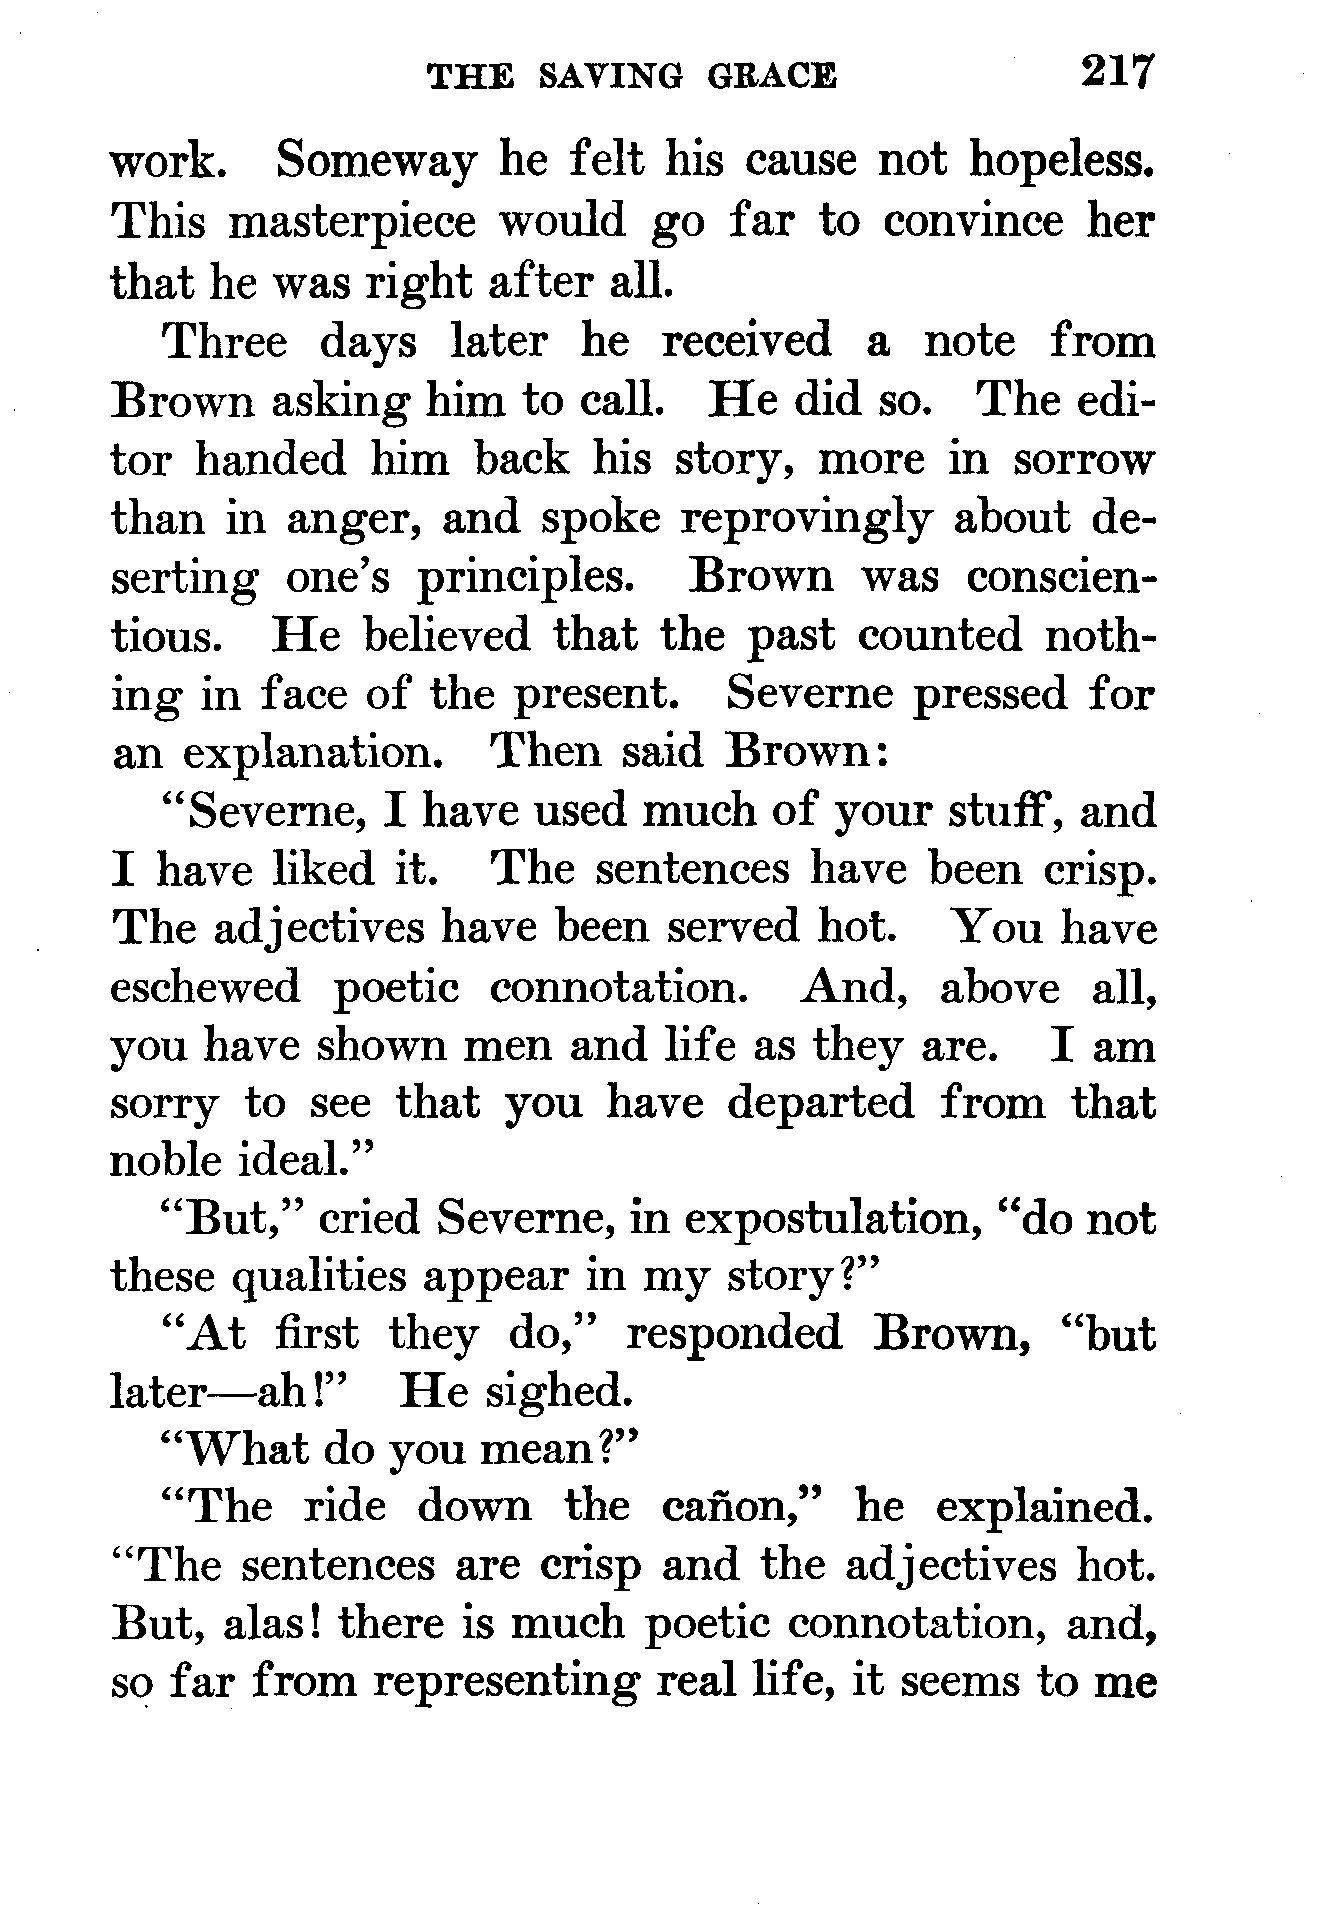 THE SAVING GRACE 217
work. Someway he felt his cause not hopeless.
This masterpiece would go far to convince her
that he was right after all.
Three days later he received a note from
Brown asking him to call. He did so. The edi-
tor handed him back his story, more in sorrow
than in anger, and spoke reprovingly about de-
serting one's principles. Brown was conscien-
tious. He believed that the past counted noth-
ing in face of the present. Severne pressed for
an explanation. Then said Brown:
“Severne, I have used much of your stuff, and
I have liked it. The sentences have been crisp.
The adjectives have been served hot. You have
eschewed poetic connotation. And, above all,
you have shown men and life as they are. I am
sorry to see that you have departed from that
noble ideal.”
“But,” cried Severne, in expostulation, “do not
these qualities appear in my story?”
“At first they do,” responded Brown, “but
later—ah!” He sighed.
“What do you mean?”
“The ride down the cañon,” he explained.
“The sentences are crisp and the adjectives hot.
But, alas! there is much poetic connotation, and,
so far from representing real life, it seems to me